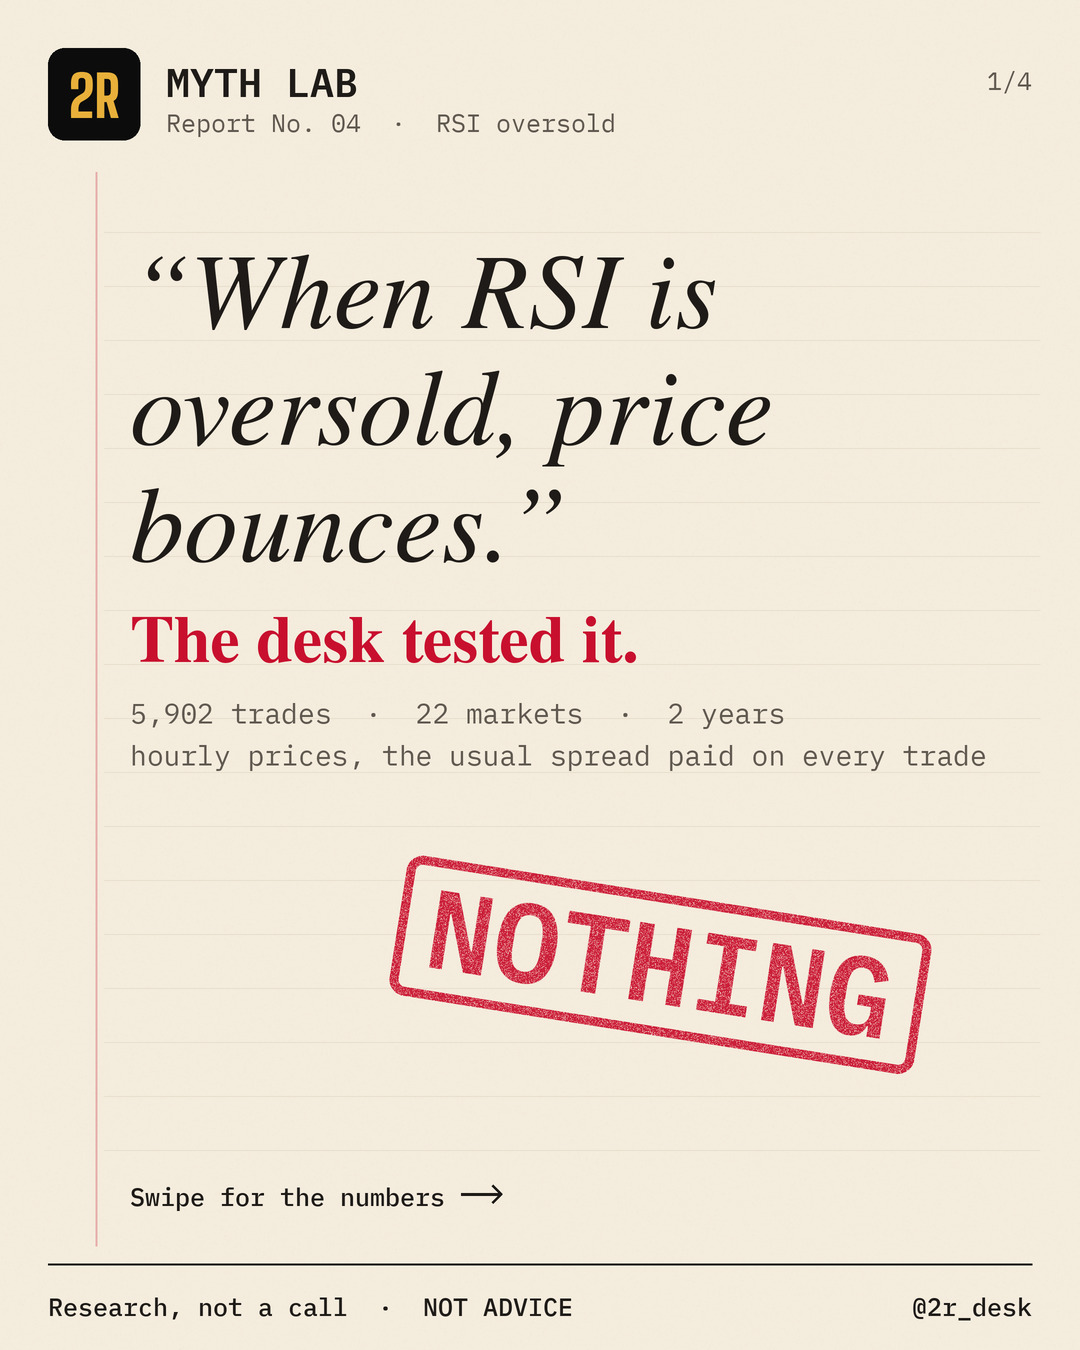 2R
MYTH LAB
1/4
Report No. 04 · RSI oversold
“When RSI is
oversold, price
bounces.”
The desk tested it.
5,902 trades · 22 markets · 2 years
hourly prices, the usual spread paid on every trade
NOTHING
Swipe for the numbers →
Research, not a call · NOT ADVICE
@2r_desk